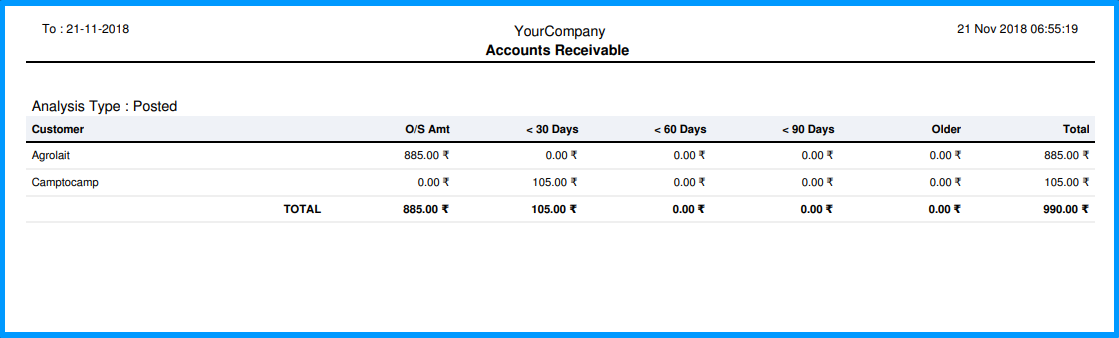 To : 21-11-2018 YourCompany 21 Nov 2018 06:55:19
Accounts Receivable
Analysis Type : Posted
Customer O/S Amt < 30 Days < 60 Days < 90 Days Older Total
Agrolait 885.00 ₹ 0.00 ₹ 0.00 ₹ 0.00 ₹ 0.00 ₹ 885.00 ₹
Camptocamp 0.00 ₹ 105.00 ₹ 0.00 ₹ 0.00 ₹ 0.00 ₹ 105.00 ₹
TOTAL 885.00 ₹ 105.00 ₹ 0.00 ₹ 0.00 ₹ 0.00 ₹ 990.00 ₹